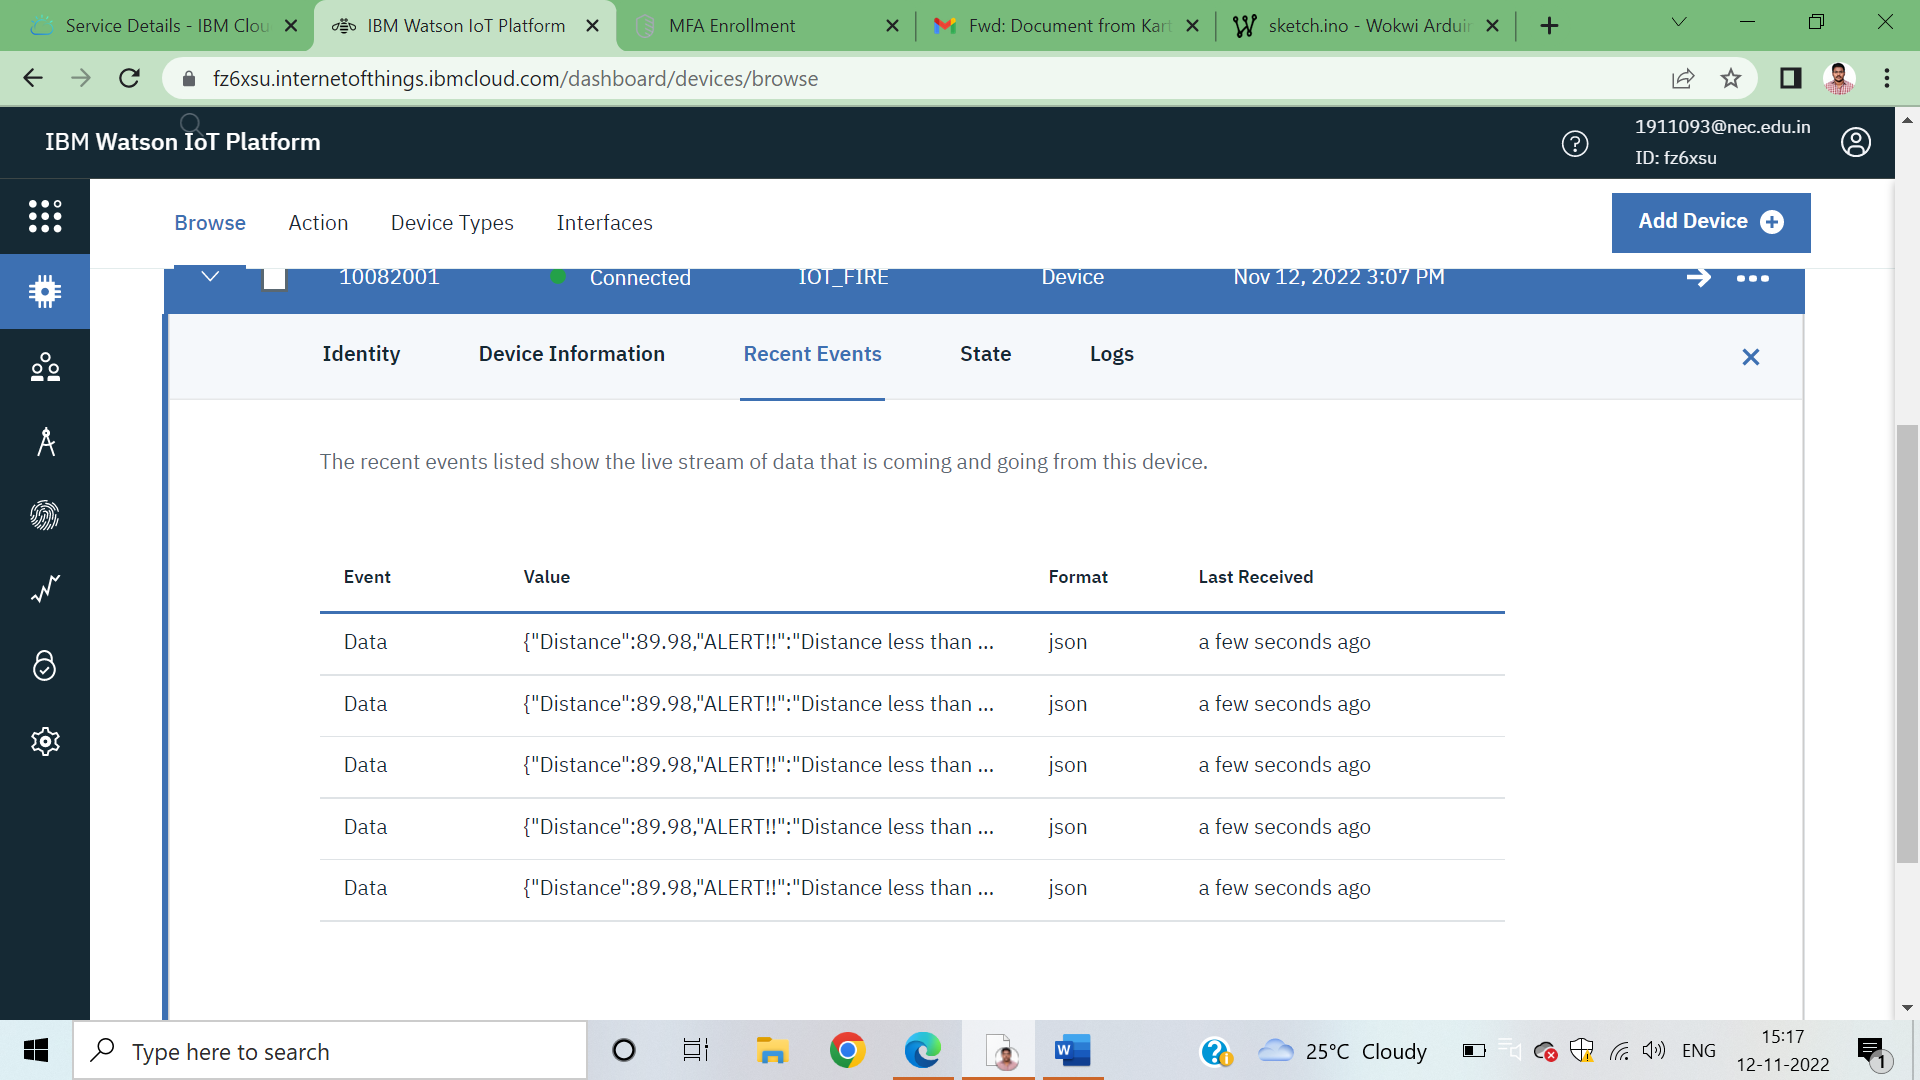 Service Details - IBM Clou
IBM Watson IoT Platform
MFA Enrollment
Fwd: Document from Kart
sketch.ino - Wokwi Arduin
fz6xsu.internetofthings.ibmcloud.com/dashboard/devices/browse
IBM Watson IoT Platform
1911093@nec.edu.in
ID: fz6xsu
Browse Action Device Types Interfaces
Add Device
10082001 Connected IOT_FIRE Device Nov 12, 2022 3:07 PM
Identity Device Information Recent Events State Logs
The recent events listed show the live stream of data that is coming and going from this device.
Event Value Format Last Received
Data {"Distance":89.98,"ALERT!!":"Distance less than ... json a few seconds ago
Data {"Distance":89.98,"ALERT!!":"Distance less than ... json a few seconds ago
Data {"Distance":89.98,"ALERT!!":"Distance less than ... json a few seconds ago
Data {"Distance":89.98,"ALERT!!":"Distance less than ... json a few seconds ago
Data {"Distance":89.98,"ALERT!!":"Distance less than ... json a few seconds ago
Type here to search
25°C Cloudy
ENG
15:17
12-11-2022
1